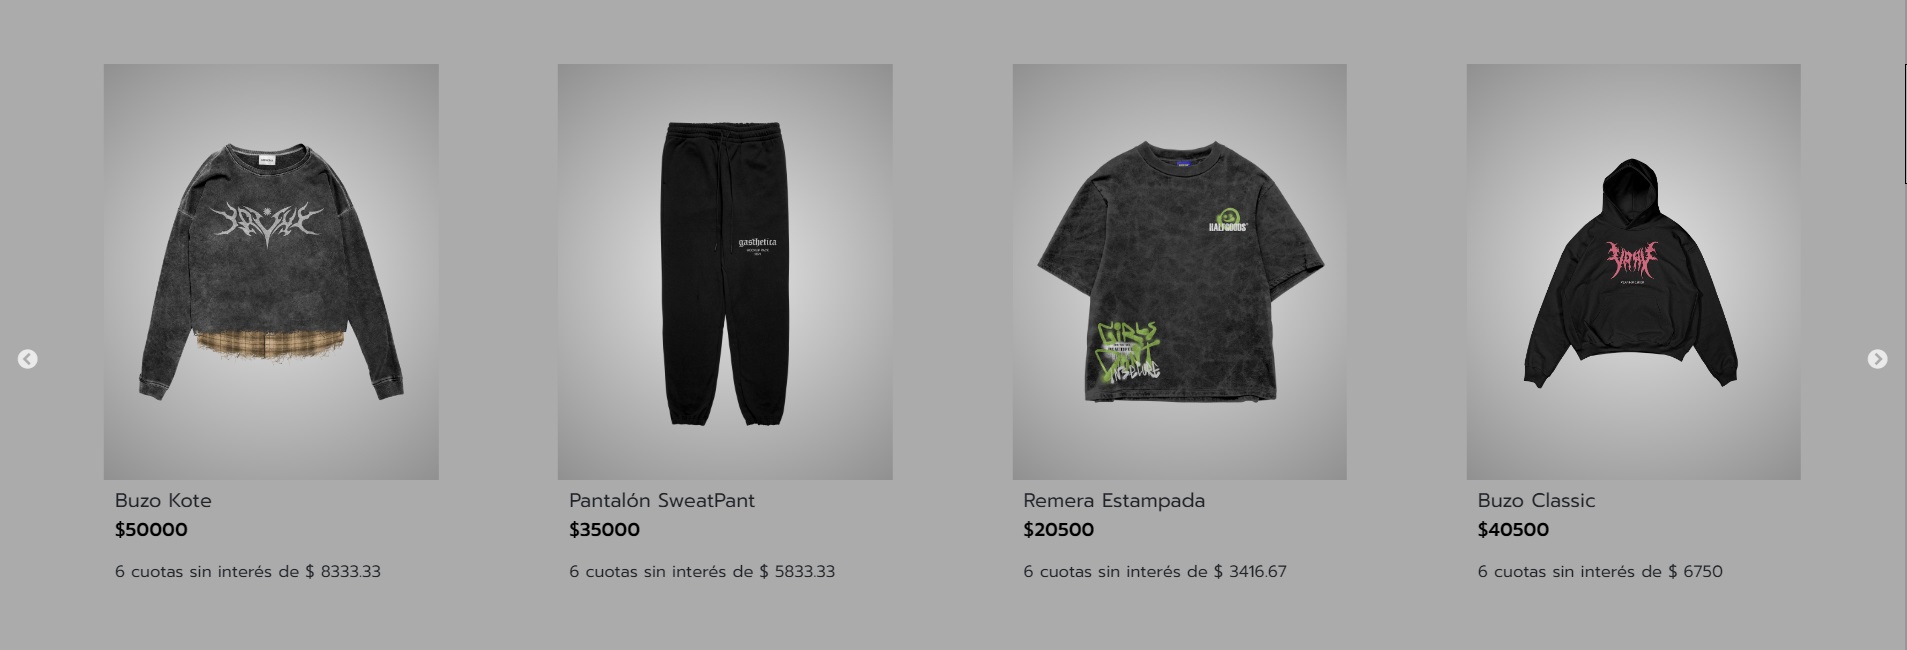 gasthetica
HALFGOODS
GIRLS
INSECURE
Buzo Kote
$50000
6 cuotas sin interés de $ 8333.33
Pantalón SweatPant
$35000
6 cuotas sin interés de $ 5833.33
Remera Estampada
$20500
6 cuotas sin interés de $ 3416.67
Buzo Classic
$40500
6 cuotas sin interés de $ 6750